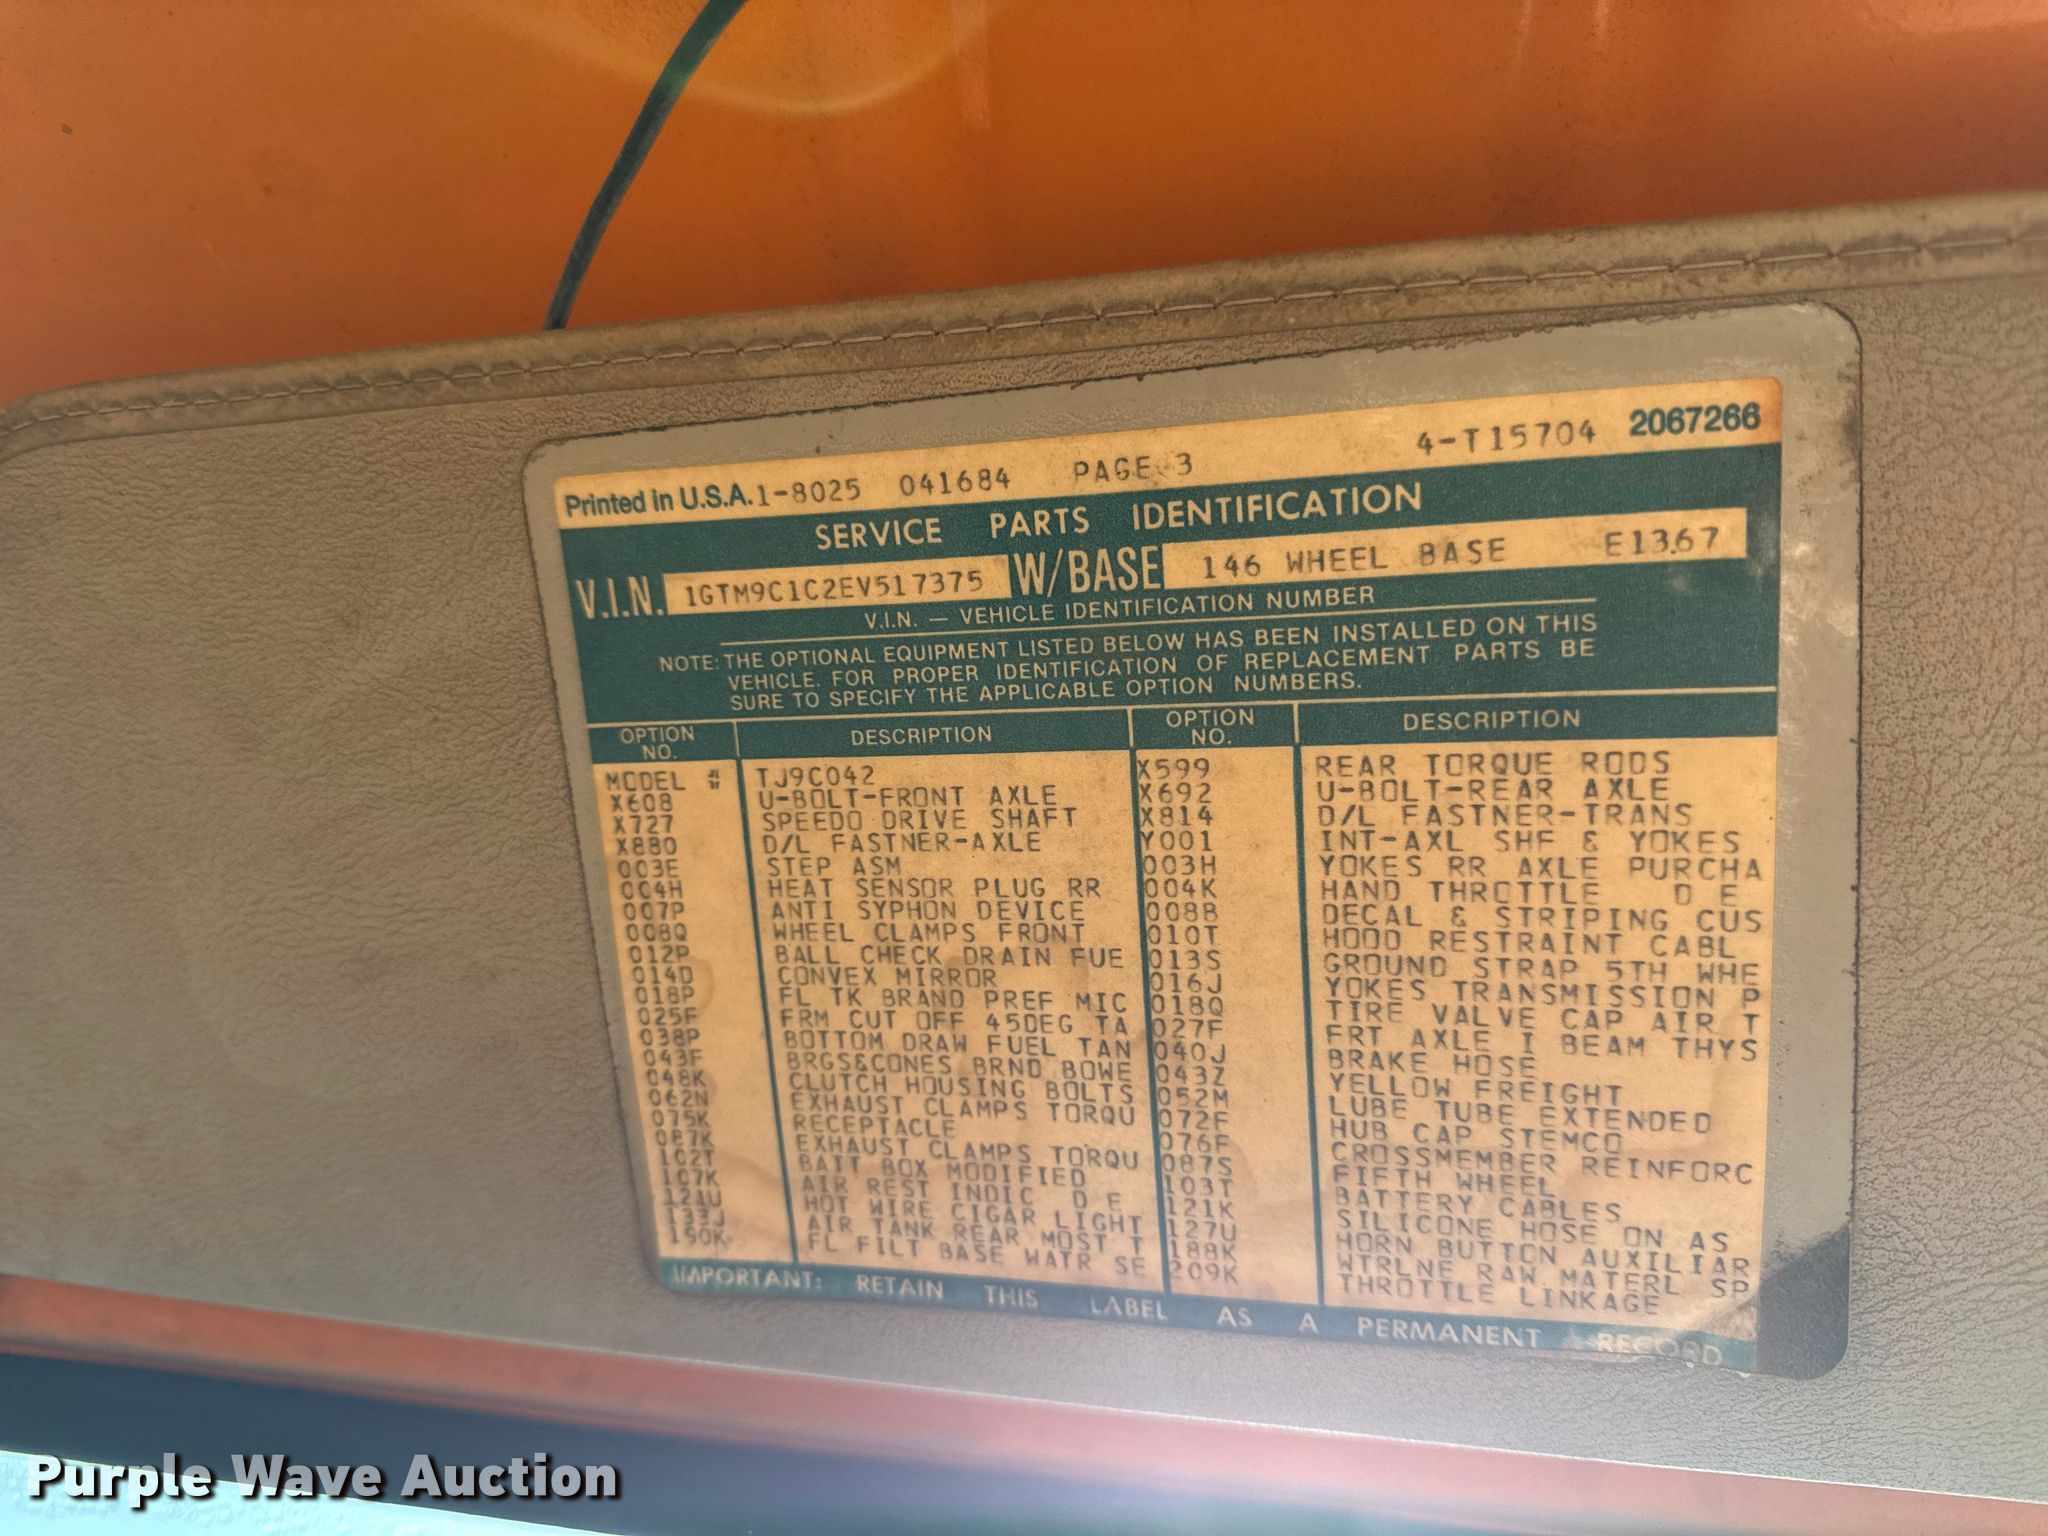 Printed in U.S.A. 1-8025 041684 PAGE 3 4-T15704 2067266
SERVICE PARTS IDENTIFICATION
V.I.N. 1GTM9C1C2EV517375 W/BASE 146 WHEEL BASE E13.67
V.I.N. — VEHICLE IDENTIFICATION NUMBER
NOTE: THE OPTIONAL EQUIPMENT LISTED BELOW HAS BEEN INSTALLED ON THIS
VEHICLE. FOR PROPER IDENTIFICATION OF REPLACEMENT PARTS BE
SURE TO SPECIFY THE APPLICABLE OPTION NUMBERS.
OPTION NO. DESCRIPTION OPTION NO. DESCRIPTION
MODEL # TJ9C042 X599 REAR TORQUE RODS
X608 U-BOLT-FRONT AXLE X692 U-BOLT-REAR AXLE
X727 SPEEDO DRIVE SHAFT X814 D/L FASTNER-TRANS
X880 D/L FASTNER-AXLE Y001 INT-AXL SHF & YOKES
003E STEP ASM 003H YOKES RR AXLE PURCHA
004H HEAT SENSOR PLUG RR 004K HAND THROTTLE D E
007P ANTI SYPHON DEVICE 008B DECAL & STRIPING CUS
008Q WHEEL CLAMPS FRONT 010T HOOD RESTRAINT CABL
012P BALL CHECK DRAIN FUE 013S GROUND STRAP 5TH WHE
014D CONVEX MIRROR 016J YOKES TRANSMISSION P
018P FL TK BRAND PREF MIC 018Q TIRE VALVE CAP AIR T
025F FRM CUT OFF 45DEG TA 027F FRT AXLE I BEAM THYS
038P BOTTOM DRAW FUEL TAN 040J BRAKE HOSE
043F BRGS&CONES BRND BOWE 043Z YELLOW FREIGHT
048K CLUTCH HOUSING BOLTS 052M LUBE TUBE EXTENDED
062N EXHAUST CLAMPS TORQU 072F HUB CAP STEMCO
075K RECEPTACLE 076F CROSSMEMBER REINFORC
087K EXHAUST CLAMPS TORQU 087S FIFTH WHEEL
102T BATT BOX MODIFIED 103T BATTERY CABLES
107K AIR REST INDIC D E 121K SILICONE HOSE ON AS
121U HOT WIRE CIGAR LIGHT 127U HORN BUTTON AUXILIAR
133J AIR TANK REAR MOST T 188K WTRLNE RAW MATERL SP
190K FL FILT BASE WATR SE 209K THROTTLE LINKAGE
IMPORTANT: RETAIN THIS LABEL AS A PERMANENT RECORD
Purple Wave Auction